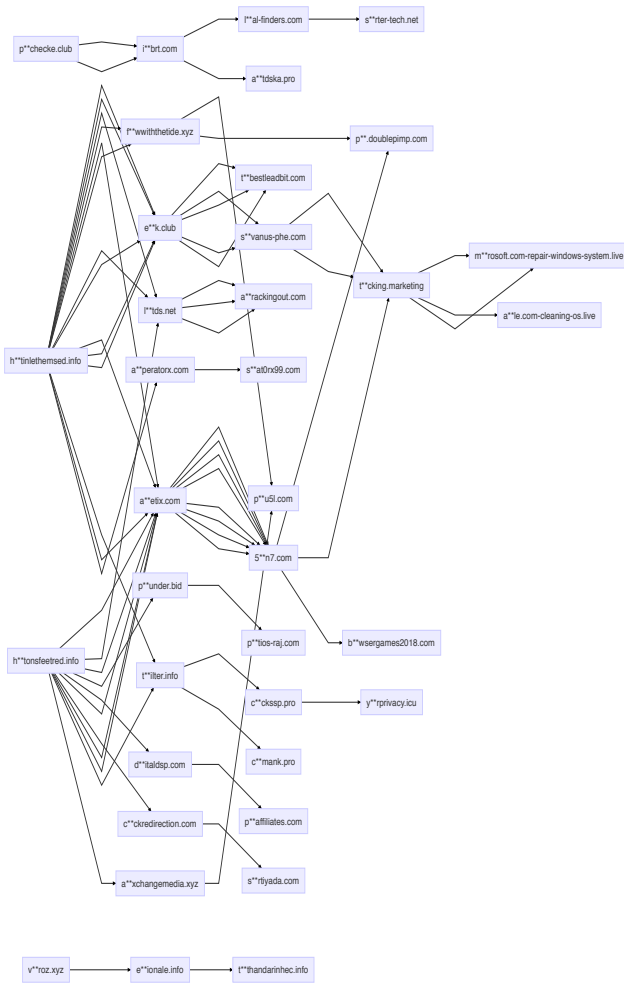 l**al-finders.com
s**rter-tech.net
p**checke.club
i**brt.com
a**tdska.pro
f**wwiththetide.xyz
p**.doublepimp.com
t**bestleadbit.com
e**k.club
s**vanus-phe.com
m**rosoft.com-repair-windows-system.live
t**cking.marketing
l**tds.net
a**rackingout.com
a**le.com-cleaning-os.live
h**tinlethemsed.info
a**peratorx.com
s**at0rx99.com
a**etix.com
p**u5l.com
5**n7.com
p**under.bid
p**tios-raj.com
b**wsergames2018.com
h**tonsfeetred.info
t**ilter.info
c**ckssp.pro
y**rprivacy.icu
d**italdsp.com
c**mank.pro
c**ckredirection.com
p**affiliates.com
a**xchangemedia.xyz
s**rtiyada.com
v**roz.xyz
e**ionale.info
t**thandarinhec.info